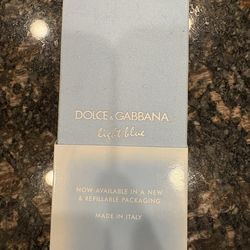 DOLCE & GABBANA
light blue
NOW AVAILABLE IN A NEW
& REFILLABLE PACKAGING
MADE IN ITALY